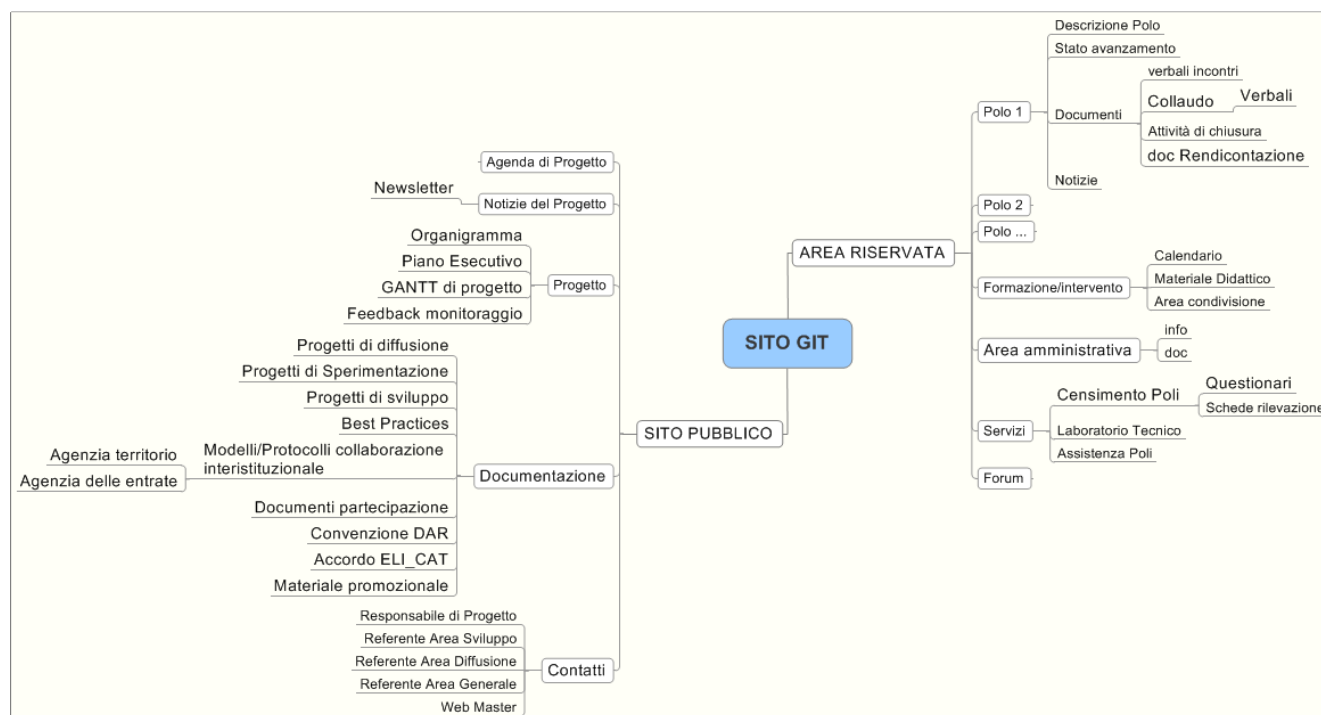 SITO GIT
AREA RISERVATA
Polo 1
Descrizione Polo
Stato avanzamento
Documenti
verbali incontri
Collaudo
Verbali
Attività di chiusura
doc Rendicontazione
Notizie
Polo 2
Polo ...
Formazione/intervento
Calendario
Materiale Didattico
Area condivisione
Area amministrativa
info
doc
Servizi
Censimento Poli
Questionari
Schede rilevazione
Laboratorio Tecnico
Assistenza Poli
Forum
SITO PUBBLICO
Agenda di Progetto
Notizie del Progetto
Newsletter
Progetto
Organigramma
Piano Esecutivo
GANTT di progetto
Feedback monitoraggio
Documentazione
Progetti di diffusione
Progetti di Sperimentazione
Progetti di sviluppo
Best Practices
Modelli/Protocolli collaborazione
interistituzionale
Agenzia territorio
Agenzia delle entrate
Documenti partecipazione
Convenzione DAR
Accordo ELI_CAT
Materiale promozionale
Contatti
Responsabile di Progetto
Referente Area Sviluppo
Referente Area Diffusione
Referente Area Generale
Web Master